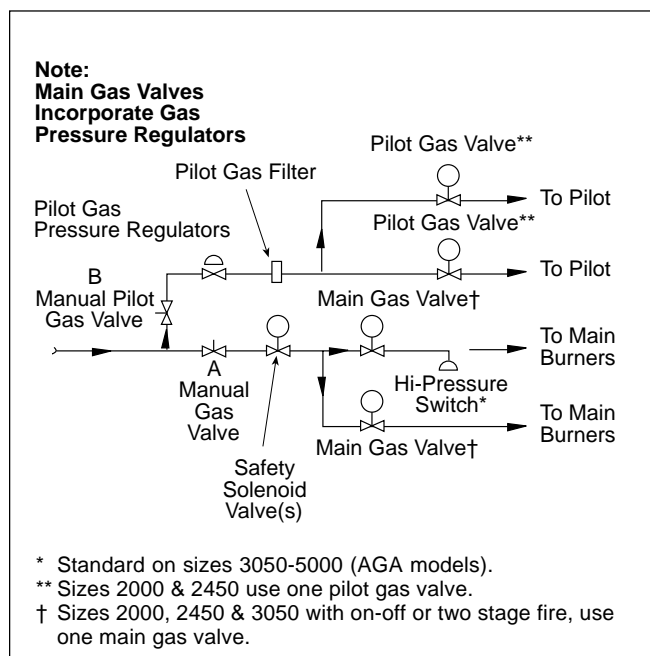 Note:
Main Gas Valves
Incorporate Gas
Pressure Regulators
Pilot Gas Valve**
Pilot Gas Filter
To Pilot
Pilot Gas
Pressure Regulators
Pilot Gas Valve**
To Pilot
B
Manual Pilot
Gas Valve
Main Gas Valve†
To Main
Burners
A
Manual
Gas
Valve
Hi-Pressure
Switch*
To Main
Burners
Main Gas Valve†
Safety
Solenoid
Valve(s)
* Standard on sizes 3050-5000 (AGA models).
** Sizes 2000 & 2450 use one pilot gas valve.
† Sizes 2000, 2450 & 3050 with on-off or two stage fire, use
one main gas valve.